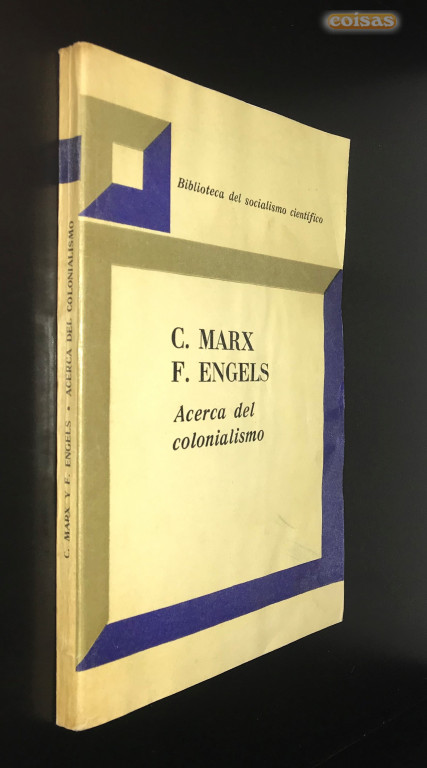 coisas
Biblioteca del socialismo científico
C. MARX
F. ENGELS
Acerca del
colonialismo
C. MARX Y F. ENGELS • ACERCA DEL COLONIALISMO